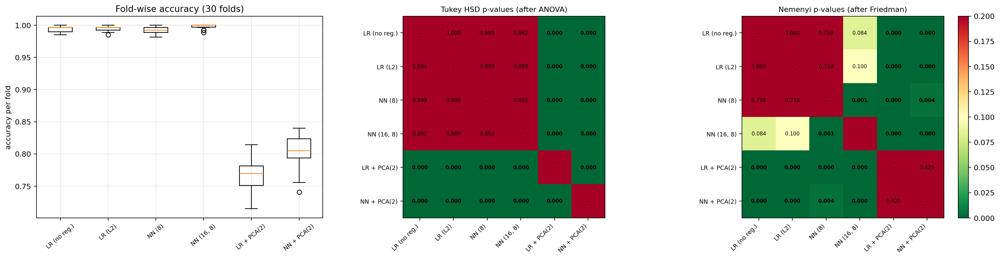 Fold-wise accuracy (30 folds)
accuracy per fold
1.00
0.95
0.90
0.85
0.80
0.75
LR (no reg.)
LR (L2)
NN (8)
NN (16, 8)
LR + PCA(2)
NN + PCA(2)
Tukey HSD p-values (after ANOVA)
LR (no reg.) – 1.000 0.999 0.862 0.000 0.000
LR (L2) 1.000 – 0.998 0.889 0.000 0.000
NN (8) 0.999 0.998 – 0.662 0.000 0.000
NN (16, 8) 0.862 0.889 0.662 – 0.000 0.000
LR + PCA(2) 0.000 0.000 0.000 0.000 – 0.000
NN + PCA(2) 0.000 0.000 0.000 0.000 0.000 –
LR (no reg.)
LR (L2)
NN (8)
NN (16, 8)
LR + PCA(2)
NN + PCA(2)
Nemenyi p-values (after Friedman)
LR (no reg.) – 1.000 0.759 0.084 0.000 0.000
LR (L2) 1.000 – 0.718 0.100 0.000 0.000
NN (8) 0.759 0.718 – 0.001 0.000 0.004
NN (16, 8) 0.084 0.100 0.001 – 0.000 0.000
LR + PCA(2) 0.000 0.000 0.000 0.000 – 0.425
NN + PCA(2) 0.000 0.000 0.004 0.000 0.425 –
LR (no reg.)
LR (L2)
NN (8)
NN (16, 8)
LR + PCA(2)
NN + PCA(2)
0.200
0.175
0.150
0.125
0.100
0.075
0.050
0.025
0.000